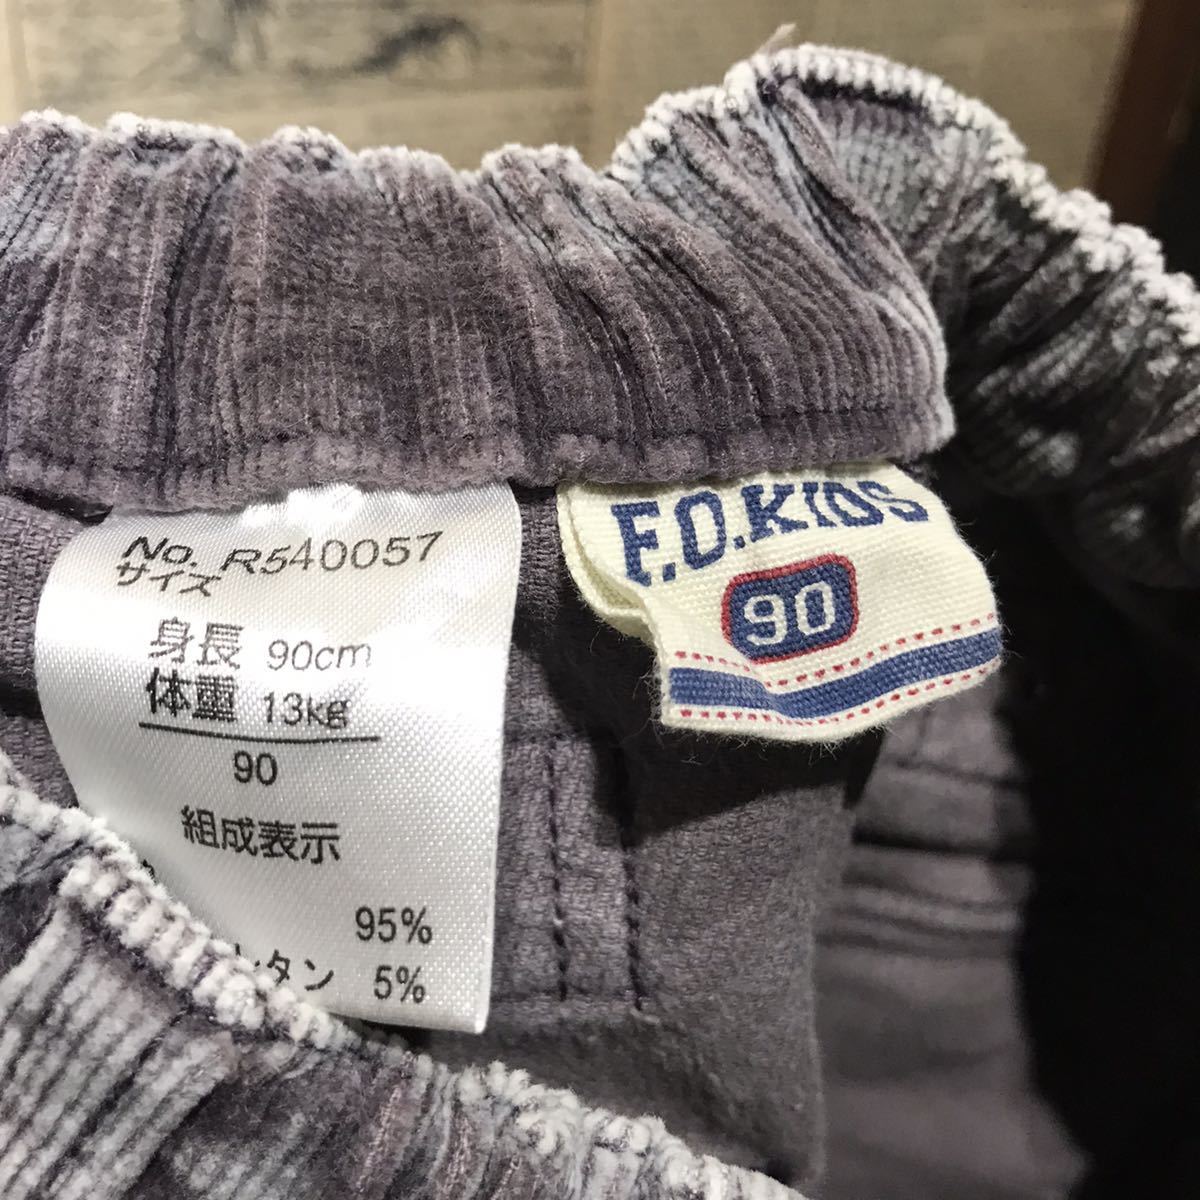 No. R540057
サイズ
身長 90cm
体重 13kg
90
組成表示
95%
タン 5%
F.O.KIDS
90